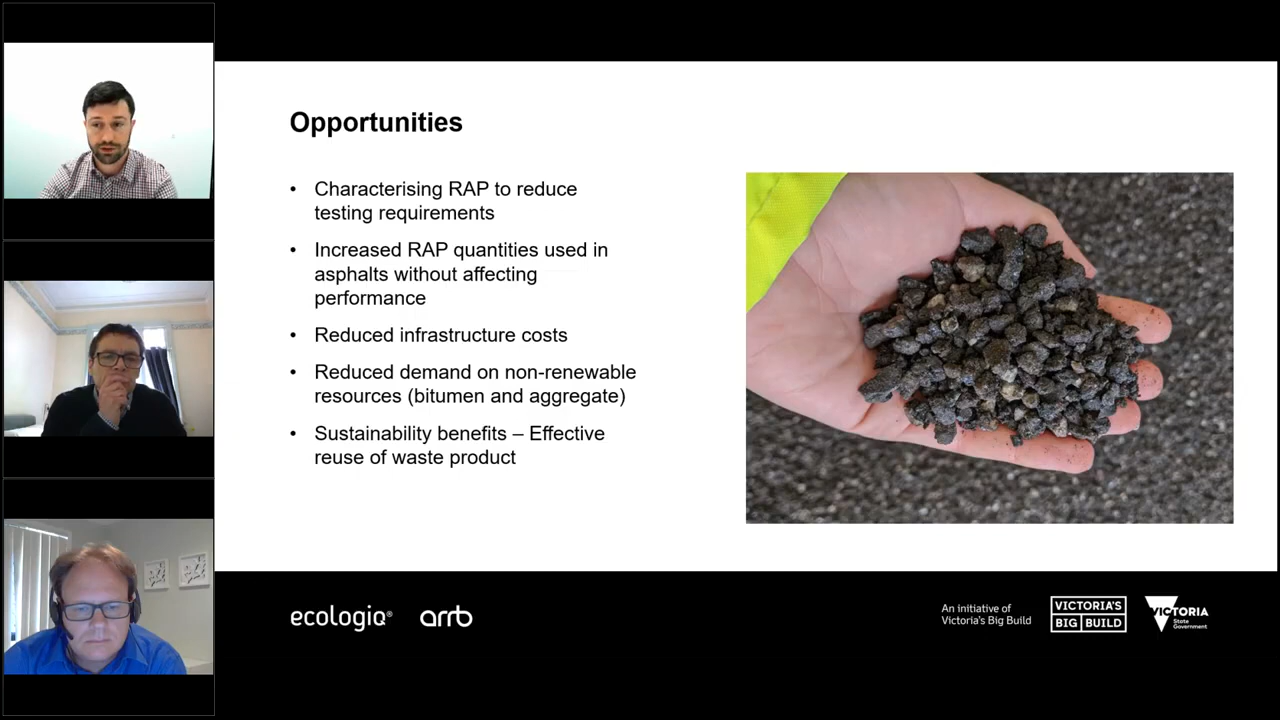 Opportunities
• Characterising RAP to reduce
testing requirements
• Increased RAP quantities used in
asphalts without affecting
performance
• Reduced infrastructure costs
• Reduced demand on non-renewable
resources (bitumen and aggregate)
• Sustainability benefits – Effective
reuse of waste product
ecologiQ®
arrb
An initiative of
Victoria's Big Build
VICTORIA'S
BIG BUILD
VICTORIA
State
Government